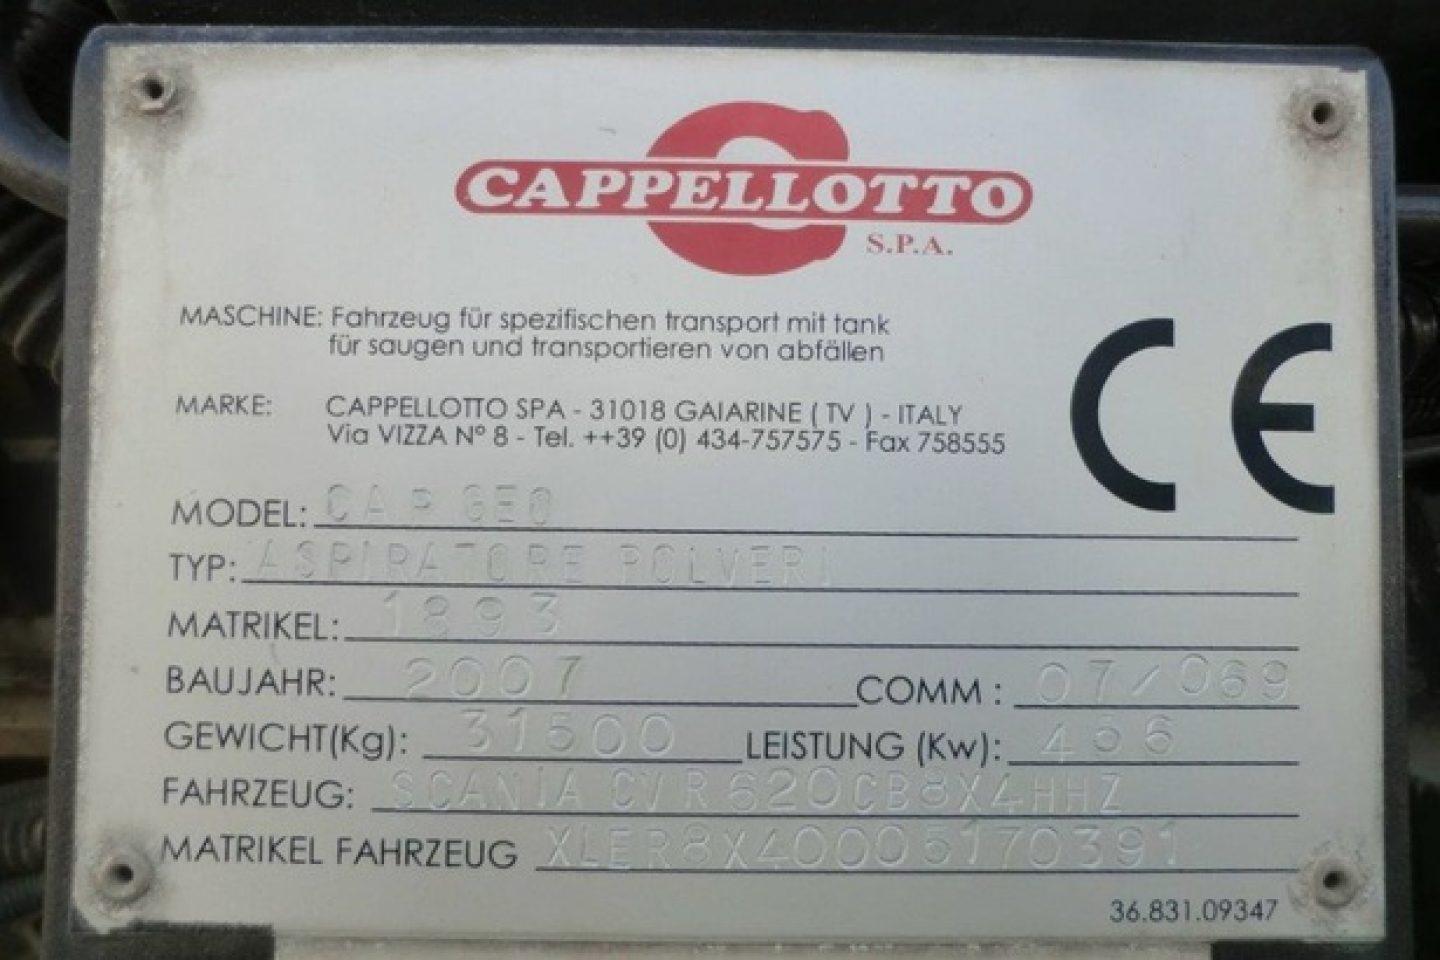 CAPPELLOTTO
S.P.A.
MASCHINE: Fahrzeug für spezifischen transport mit tank
für saugen und transportieren von abfällen
MARKE: CAPPELLOTTO SPA - 31018 GAIARINE ( TV ) - ITALY
Via VIZZA N° 8 - Tel. ++39 (0) 434-757575 - Fax 758555
CE
MODEL: CAP GEO
TYP: ASPIRATORE POLVERI
MATRIKEL: 1893
BAUJAHR: 2007 COMM : 07/069
GEWICHT(Kg): 31500 LEISTUNG (Kw): 456
FAHRZEUG: SCANIA CV R620CB8X4HHZ
MATRIKEL FAHRZEUG XLER8X40005170391
36.831.09347